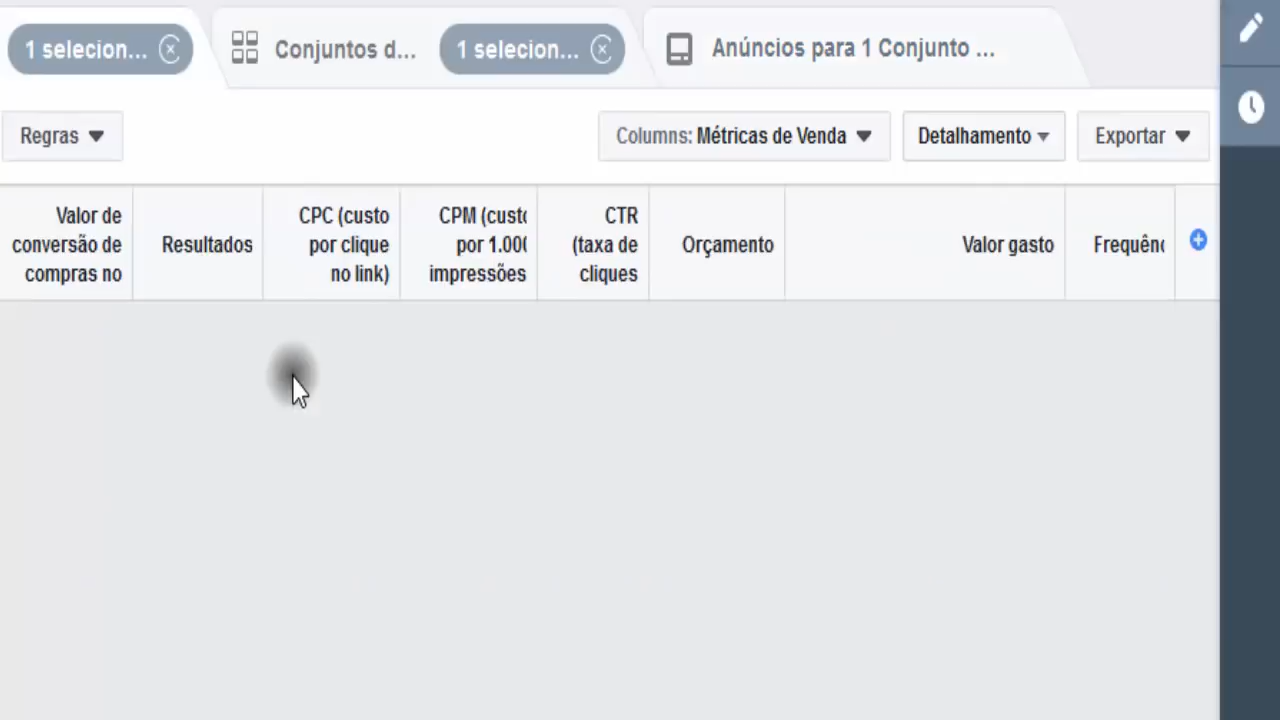 1 selecion...
Conjuntos d...
1 selecion...
Anúncios para 1 Conjunto ...
Regras
Columns: Métricas de Venda
Detalhamento
Exportar
Valor de
conversão de
compras no
Resultados
CPC (custo
por clique
no link)
CPM (custo
por 1.000
impressões
CTR
(taxa de
cliques
Orçamento
Valor gasto
Frequênc